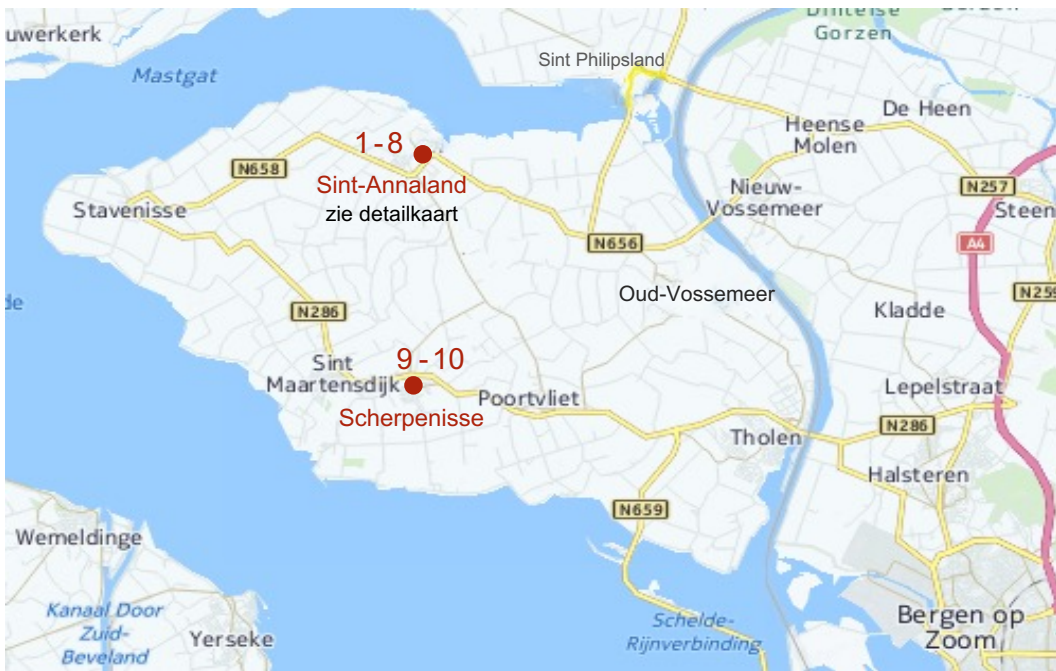 uwerkerk
Mastgat
Sint Philipsland
Gorzen
De Heen
Heense
Molen
1-8
Sint-Annaland
zie detailkaart
N658
Stavenisse
Nieuw-
Vossemeer
N257
Steen
N656
A4
Oud-Vossemeer
de
N259
Kladde
N286
9-10
Sint
Maartensdijk
Scherpenisse
Poortvliet
Lepelstraat
N286
Tholen
Halsteren
N659
Wemeldinge
Kanaal Door
Zuid-
Beveland
Yerseke
Schelde-
Rijnverbinding
Bergen op
Zoom